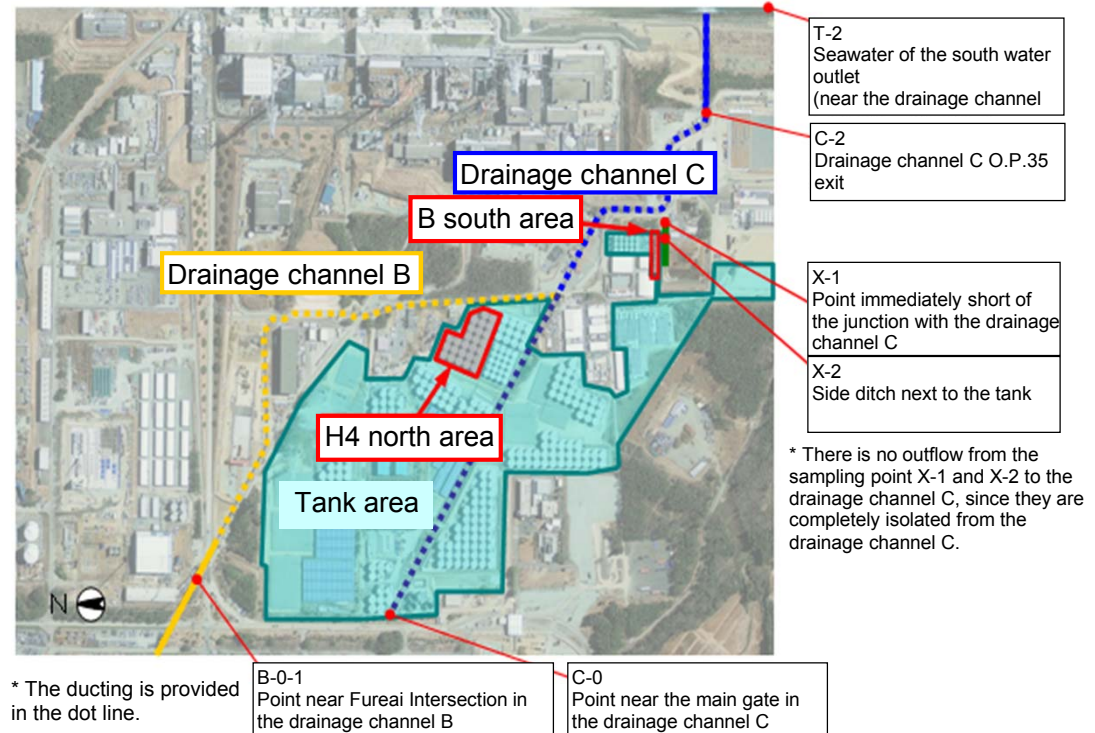 T-2
Seawater of the south water
outlet
(near the drainage channel
C-2
Drainage channel C O.P.35
exit
Drainage channel C
B south area
Drainage channel B
X-1
Point immediately short of
the junction with the drainage
channel C
X-2
Side ditch next to the tank
H4 north area
* There is no outflow from the
sampling point X-1 and X-2 to the
drainage channel C, since they are
completely isolated from the
drainage channel C.
Tank area
N
* The ducting is provided
in the dot line.
B-0-1
Point near Fureai Intersection in
the drainage channel B
C-0
Point near the main gate in
the drainage channel C